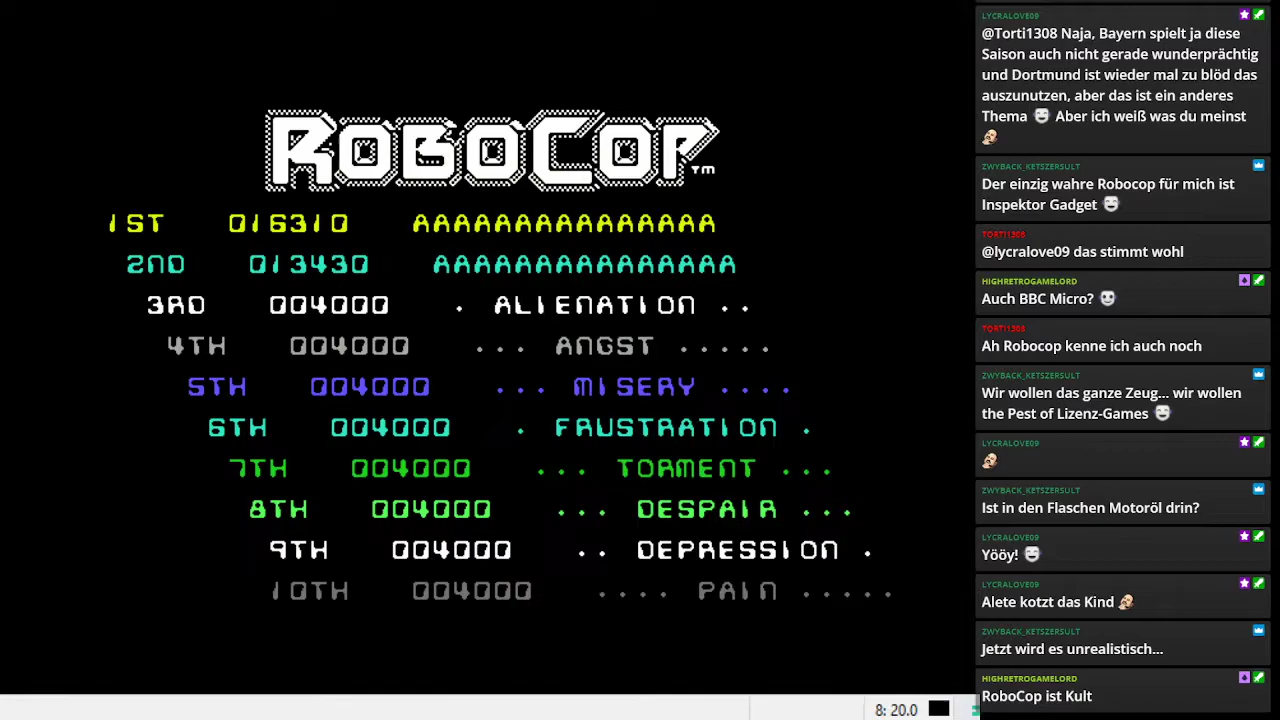 ROBOCOP™
1ST 016310 AAAAAAAAAAAAAAA
2ND 013430 AAAAAAAAAAAAAAA
3RD 004000 . ALIENATION ..
4TH 004000 ... ANGST .....
5TH 004000 ... MISERY ....
6TH 004000 . FRUSTRATION .
7TH 004000 ... TORMENT ...
8TH 004000 ... DESPAIR ...
9TH 004000 .. DEPRESSION .
10TH 004000 .... PAIN .....
8: 20.0
LYCRALOVE09
@Torti1308 Naja, Bayern spielt ja diese
Saison auch nicht gerade wunderprächtig
und Dortmund ist wieder mal zu blöd das
auszunutzen, aber das ist ein anderes
Thema Aber ich weiß was du meinst
ZWYBACK_KETSZERSULT
Der einzig wahre Robocop für mich ist
Inspektor Gadget
TORTI1308
@lycralove09 das stimmt wohl
HIGHRETROGAMELORD
Auch BBC Micro?
TORTI1308
Ah Robocop kenne ich auch noch
ZWYBACK_KETSZERSULT
Wir wollen das ganze Zeug... wir wollen
the Pest of Lizenz-Games
LYCRALOVE09
ZWYBACK_KETSZERSULT
Ist in den Flaschen Motoröl drin?
LYCRALOVE09
Yööy!
LYCRALOVE09
Alete kotzt das Kind
ZWYBACK_KETSZERSULT
Jetzt wird es unrealistisch...
HIGHRETROGAMELORD
RoboCop ist Kult